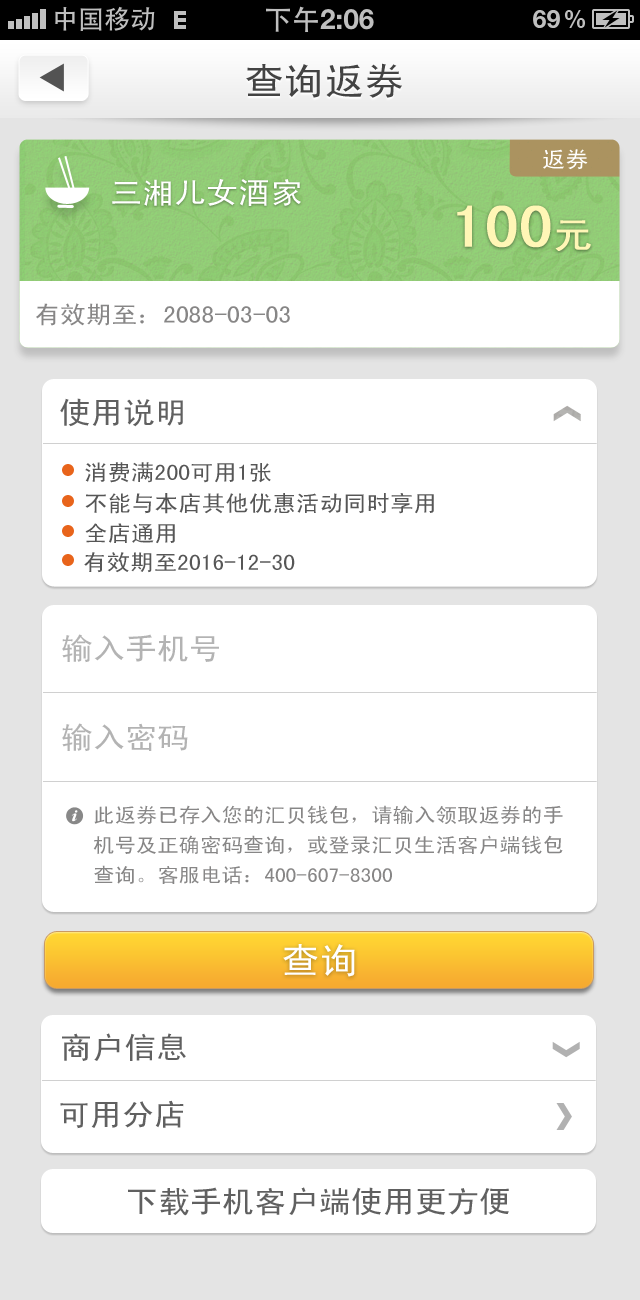 中国移动 E 下午2:06 69%
查询返券
返券
三湘儿女酒家
100元
有效期至：2088-03-03
使用说明
消费满200可用1张
不能与本店其他优惠活动同时享用
全店通用
有效期至2016-12-30
输入手机号
输入密码
此返券已存入您的汇贝钱包，请输入领取返券的手
机号及正确密码查询，或登录汇贝生活客户端钱包
查询。客服电话：400-607-8300
查询
商户信息
可用分店
下载手机客户端使用更方便